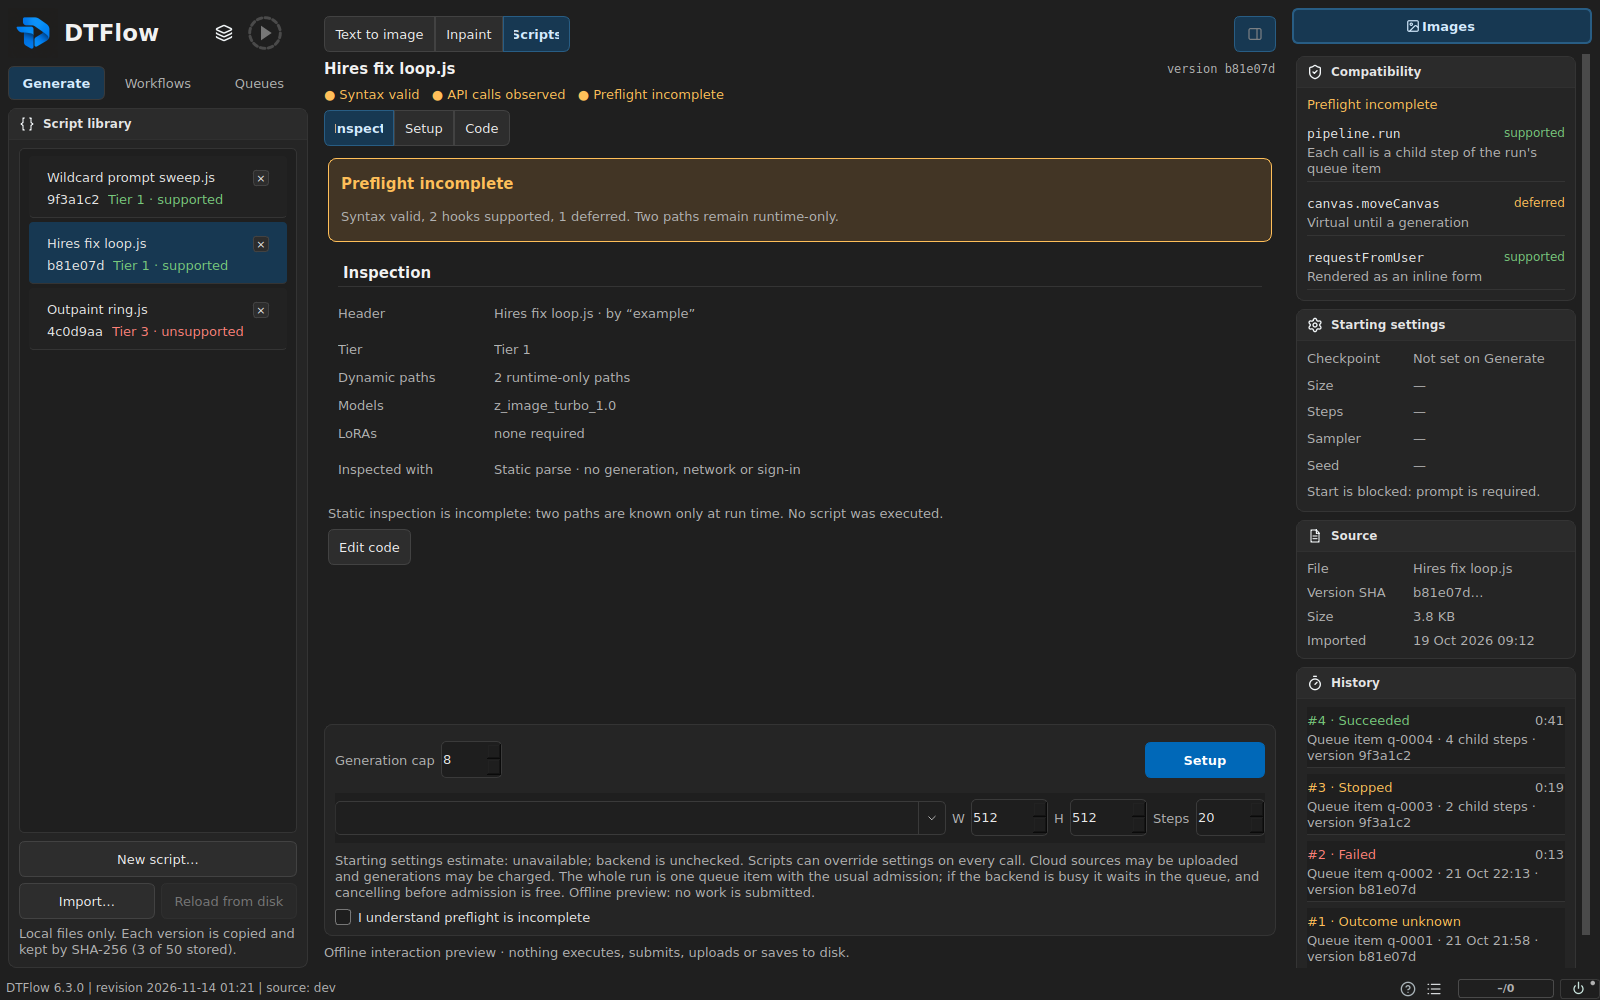 DTFlow
Generate
Workflows
Queues
Script library
Wildcard prompt sweep.js
9f3a1c2 Tier 1 · supported
Hires fix loop.js
b81e07d Tier 1 · supported
Outpaint ring.js
4c0d9aa Tier 3 · unsupported
New script...
Import...
Reload from disk
Local files only. Each version is copied and
kept by SHA-256 (3 of 50 stored).
Text to image
Inpaint
Scripts
Hires fix loop.js
version b81e07d
Syntax valid
API calls observed
Preflight incomplete
Inspect
Setup
Code
Preflight incomplete
Syntax valid, 2 hooks supported, 1 deferred. Two paths remain runtime-only.
Inspection
Header Hires fix loop.js · by “example”
Tier Tier 1
Dynamic paths 2 runtime-only paths
Models z_image_turbo_1.0
LoRAs none required
Inspected with Static parse · no generation, network or sign-in
Static inspection is incomplete: two paths are known only at run time. No script was executed.
Edit code
Generation cap 8
Setup
W 512 H 512 Steps 20
Starting settings estimate: unavailable; backend is unchecked. Scripts can override settings on every call. Cloud sources may be uploaded
and generations may be charged. The whole run is one queue item with the usual admission; if the backend is busy it waits in the queue, and
cancelling before admission is free. Offline preview: no work is submitted.
I understand preflight is incomplete
Offline interaction preview · nothing executes, submits, uploads or saves to disk.
Images
Compatibility
Preflight incomplete
pipeline.run supported
Each call is a child step of the run's
queue item
canvas.moveCanvas deferred
Virtual until a generation
requestFromUser supported
Rendered as an inline form
Starting settings
Checkpoint Not set on Generate
Size —
Steps —
Sampler —
Seed —
Start is blocked: prompt is required.
Source
File Hires fix loop.js
Version SHA b81e07d...
Size 3.8 KB
Imported 19 Oct 2026 09:12
History
#4 · Succeeded 0:41
Queue item q-0004 · 4 child steps ·
version 9f3a1c2
#3 · Stopped 0:19
Queue item q-0003 · 2 child steps ·
version 9f3a1c2
#2 · Failed 0:13
Queue item q-0002 · 21 Oct 22:13 ·
version b81e07d
#1 · Outcome unknown
Queue item q-0001 · 21 Oct 21:58 ·
version b81e07d
DTFlow 6.3.0 | revision 2026-11-14 01:21 | source: dev
–/0